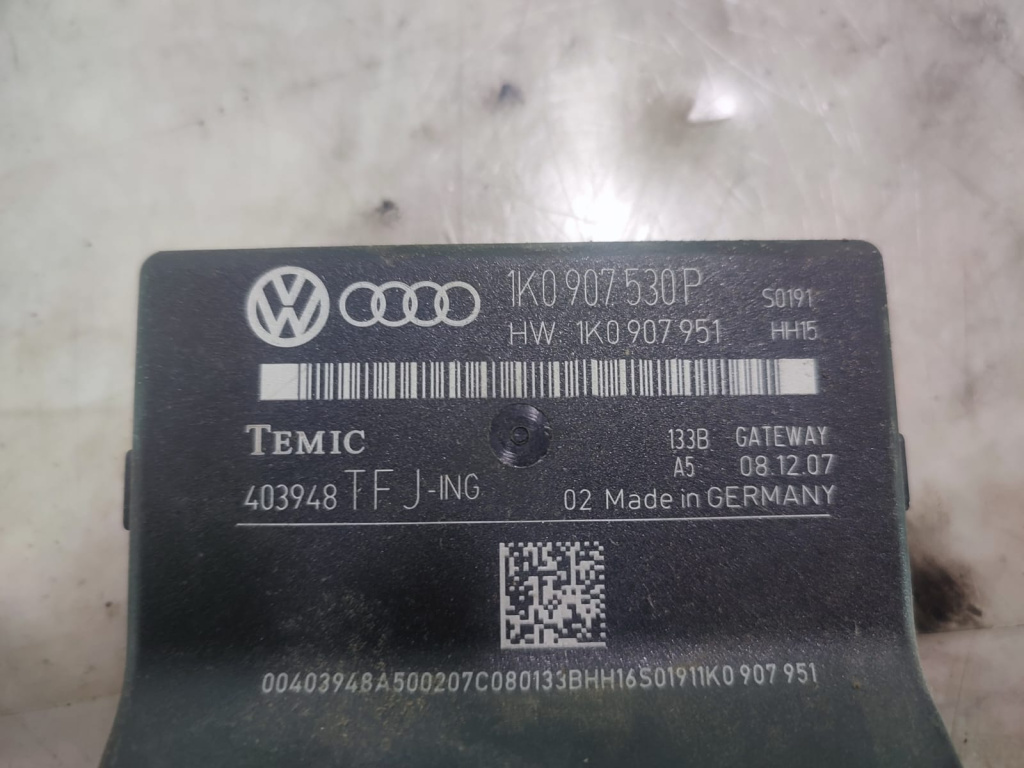 1K0 907 530 P S0191
HW: 1K0 907 951 HH15
TEMIC 133B GATEWAY
A5 08.12.07
403948 TFJ-ING 02 Made in GERMANY
00403948A500207C080133BHH16S01911K0 907 951